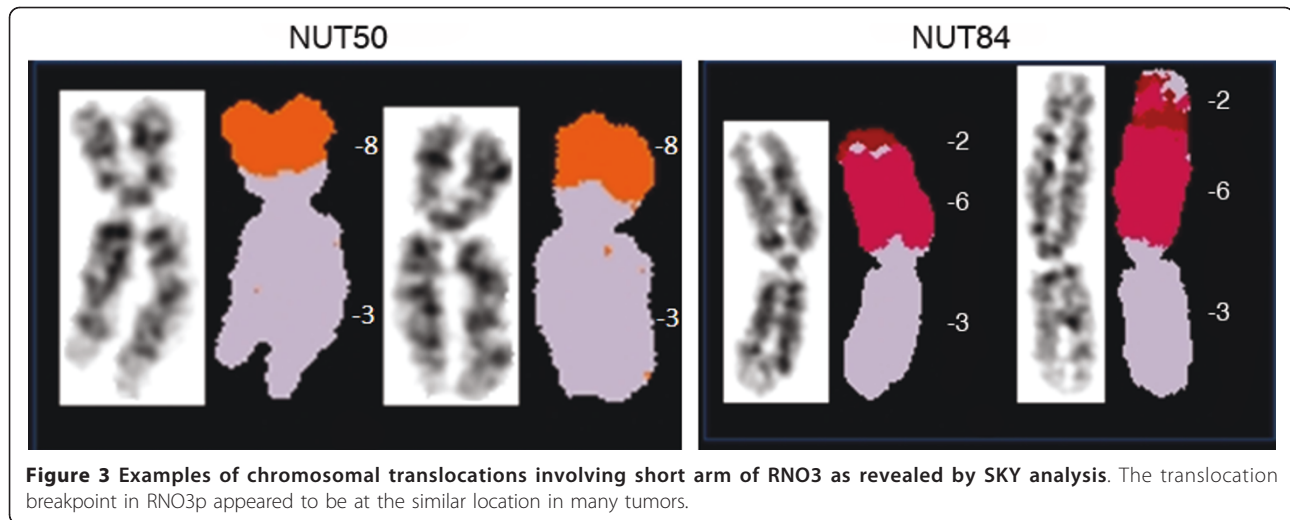 NUT50
NUT84
-8
-3
-8
-3
-2
-6
-3
-2
-6
-3
Figure 3 Examples of chromosomal translocations involving short arm of RNO3 as revealed by SKY analysis. The translocation
breakpoint in RNO3p appeared to be at the similar location in many tumors.